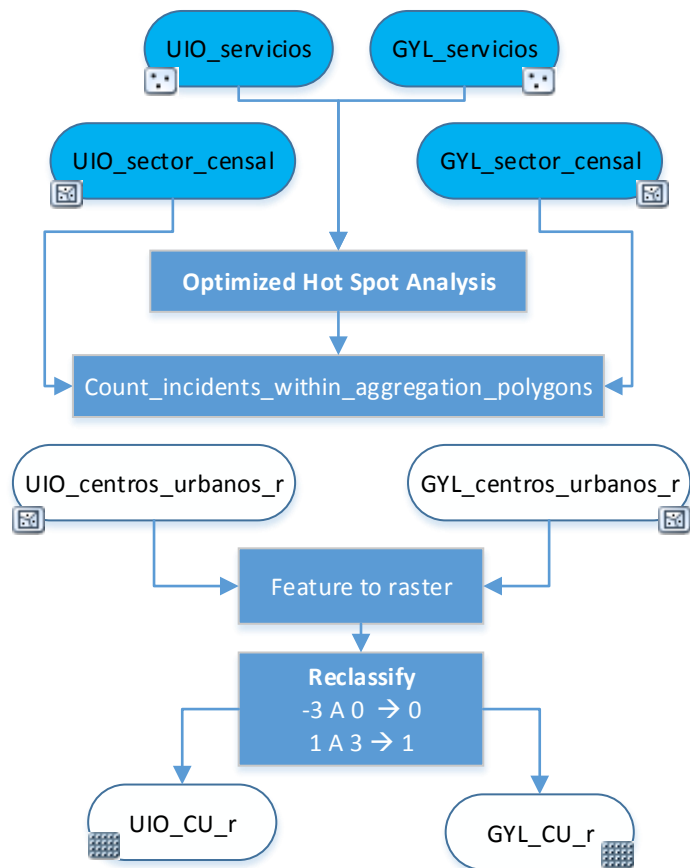 UIO_servicios
GYL_servicios
UIO_sector_censal
GYL_sector_censal
Optimized Hot Spot Analysis
Count_incidents_within_aggregation_polygons
UIO_centros_urbanos_r
GYL_centros_urbanos_r
Feature to raster
Reclassify
-3 A 0 → 0
1 A 3 → 1
UIO_CU_r
GYL_CU_r